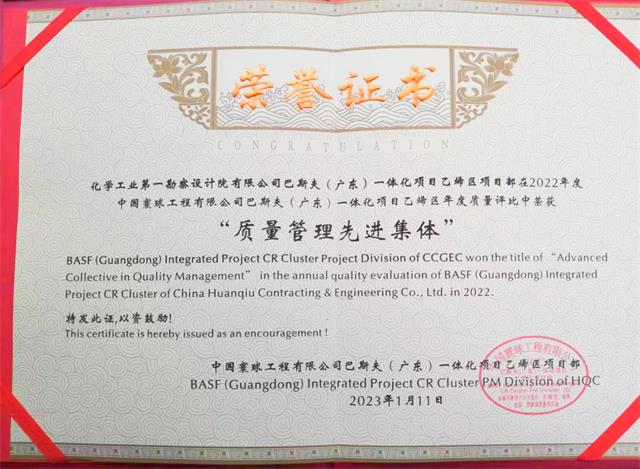 荣誉证书
CONGRATULATION
化学工业第一勘察设计院有限公司巴斯夫（广东）一体化项目乙烯区项目部在2022年度
中国寰球工程有限公司巴斯夫（广东）一体化项目乙烯区年度质量评比中荣获
“质量管理先进集体”
BASF (Guangdong) Integrated Project CR Cluster Project Division of CCGEC won the title of “Advanced
Collective in Quality Management” in the annual quality evaluation of BASF (Guangdong) Integrated
Project CR Cluster of China Huanqiu Contracting & Engineering Co., Ltd. in 2022.
特发此证,以资鼓励！
This certificate is hereby issued as an encouragement !
中国寰球工程有限公司巴斯夫（广东）一体化项目乙烯区项目部
BASF (Guangdong) Integrated Project CR Cluster PM Division of HQC
2023年1月11日